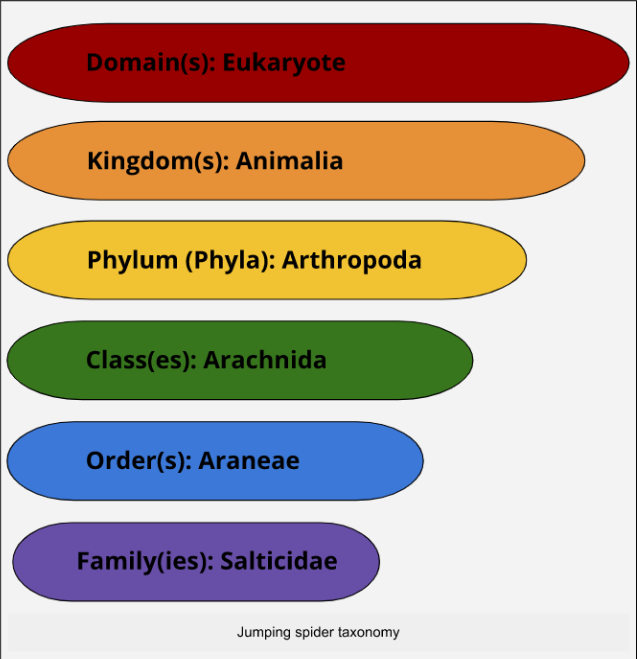 Domain(s): Eukaryote
Kingdom(s): Animalia
Phylum (Phyla): Arthropoda
Class(es): Arachnida
Order(s): Araneae
Family(ies): Salticidae
Jumping spider taxonomy